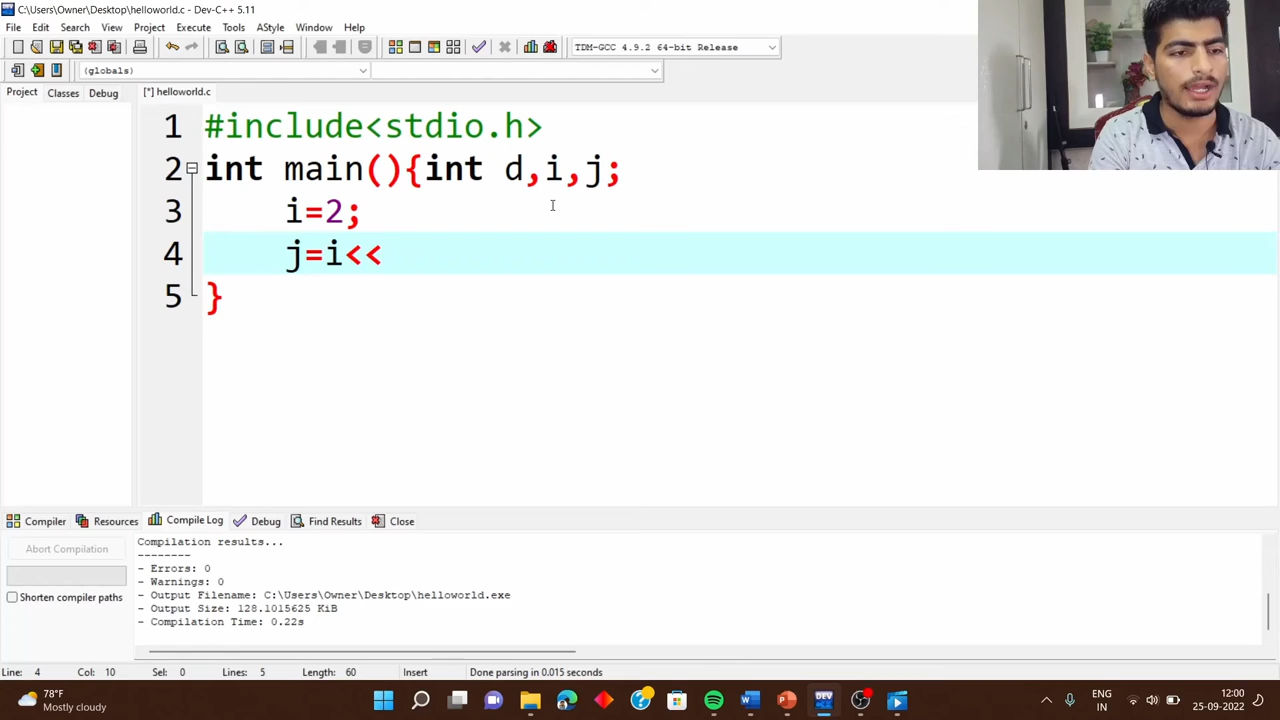 C:\Users\Owner\Desktop\helloworld.c - Dev-C++ 5.11
File Edit Search View Project Execute Tools AStyle Window Help
TDM-GCC 4.9.2 64-bit Release
(globals)
Project Classes Debug [*] helloworld.c
1 #include<stdio.h>
2 int main(){int d,i,j;
3 i=2;
4 j=i<<
5 }
Compiler Resources Compile Log Debug Find Results Close
Abort Compilation
Shorten compiler paths
Compilation results...
--------
- Errors: 0
- Warnings: 0
- Output Filename: C:\Users\Owner\Desktop\helloworld.exe
- Output Size: 128.1015625 KiB
- Compilation Time: 0.22s
Line: 4 Col: 10 Sel: 0 Lines: 5 Length: 60 Insert Done parsing in 0.015 seconds
78°F
Mostly cloudy
DEV
ENG
IN
12:00
25-09-2022